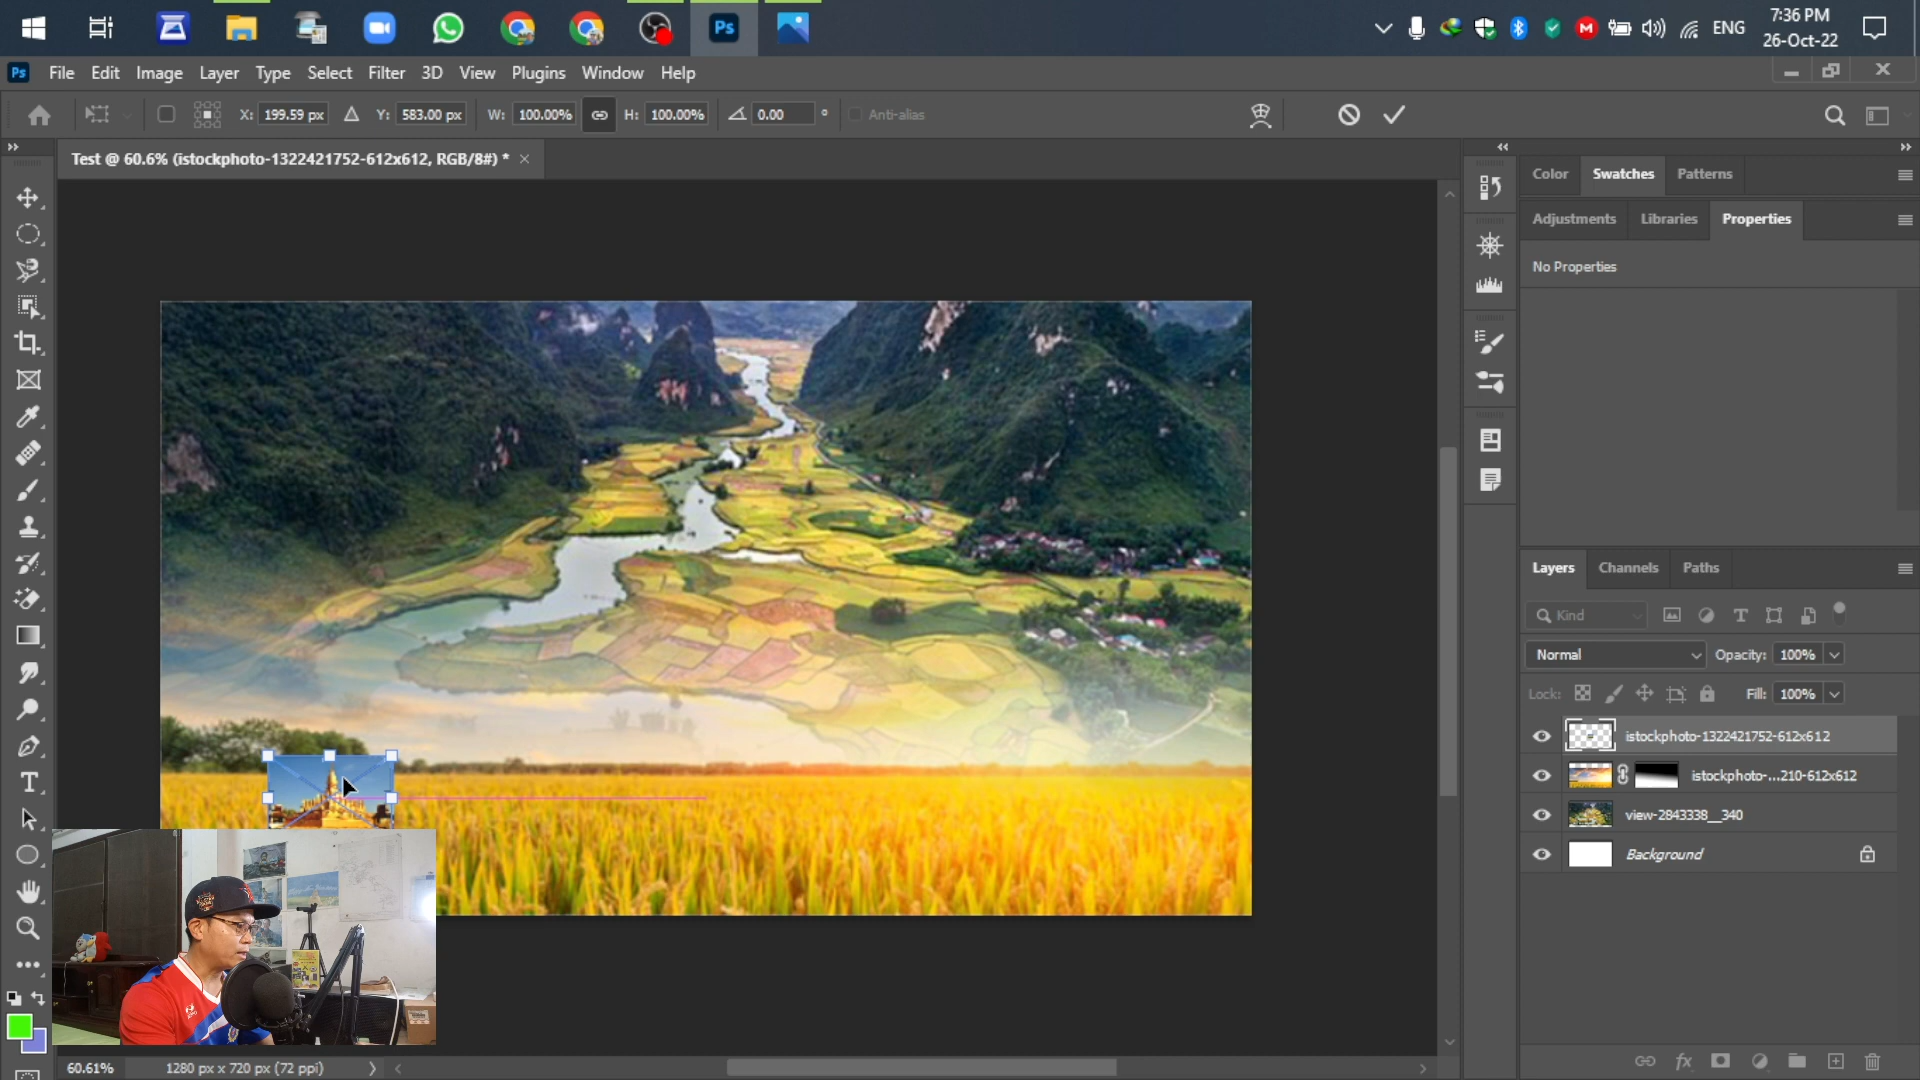 7:36 PM
ENG
26-Oct-22
Ps
Ps File Edit Image Layer Type Select Filter 3D View Plugins Window Help
X: 199.59 px Y: 583.00 px W: 100.00% H: 100.00% 0.00 ° Anti-alias
Test @ 60.6% (istockphoto-1322421752-612x612, RGB/8#) * ×
Color Swatches Patterns
Adjustments Libraries Properties
No Properties
Layers Channels Paths
Kind
Normal Opacity: 100%
Lock: Fill: 100%
istockphoto-1322421752-612x612
istockphoto-...210-612x612
view-2843338__340
Background
60.61% 1280 px x 720 px (72 ppi)